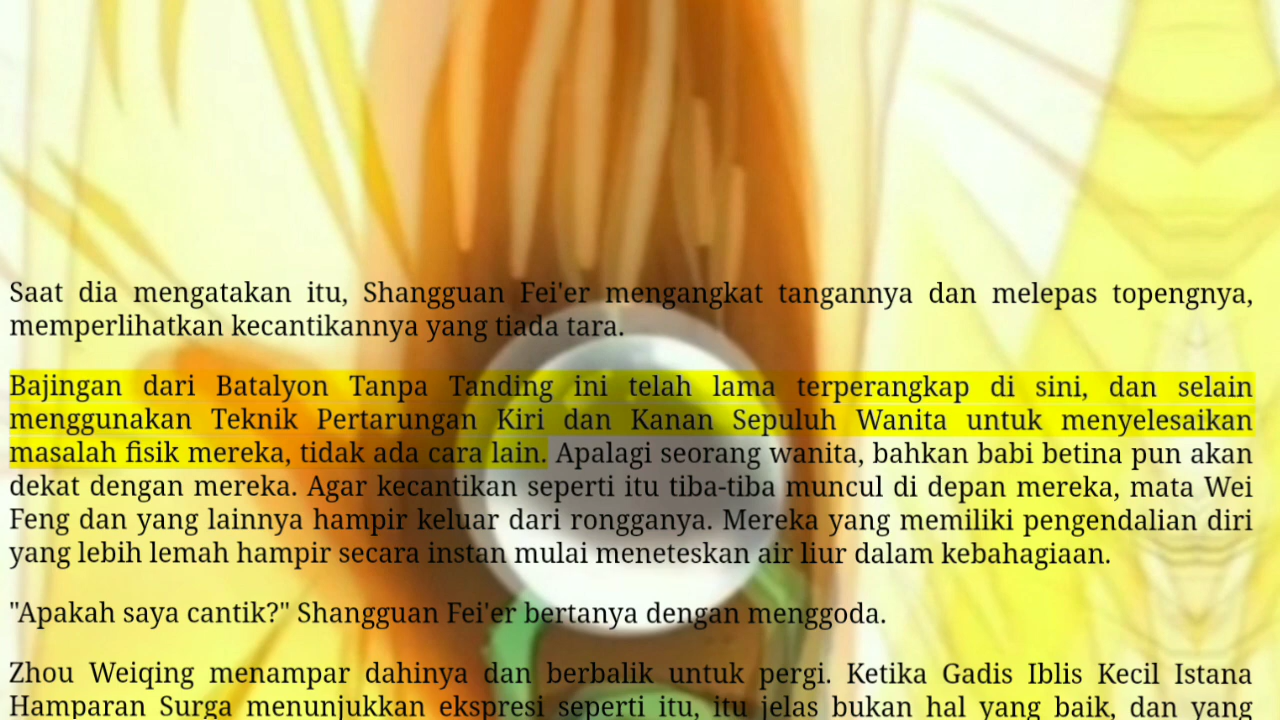 Saat dia mengatakan itu, Shangguan Fei'er mengangkat tangannya dan melepas topengnya,
memperlihatkan kecantikannya yang tiada tara.
Bajingan dari Batalyon Tanpa Tanding ini telah lama terperangkap di sini, dan selain
menggunakan Teknik Pertarungan Kiri dan Kanan Sepuluh Wanita untuk menyelesaikan
masalah fisik mereka, tidak ada cara lain. Apalagi seorang wanita, bahkan babi betina pun akan
dekat dengan mereka. Agar kecantikan seperti itu tiba-tiba muncul di depan mereka, mata Wei
Feng dan yang lainnya hampir keluar dari rongganya. Mereka yang memiliki pengendalian diri
yang lebih lemah hampir secara instan mulai meneteskan air liur dalam kebahagiaan.
"Apakah saya cantik?" Shangguan Fei'er bertanya dengan menggoda.
Zhou Weiqing menampar dahinya dan berbalik untuk pergi. Ketika Gadis Iblis Kecil Istana
Hamparan Surga menunjukkan ekspresi seperti itu, itu jelas bukan hal yang baik, dan yang